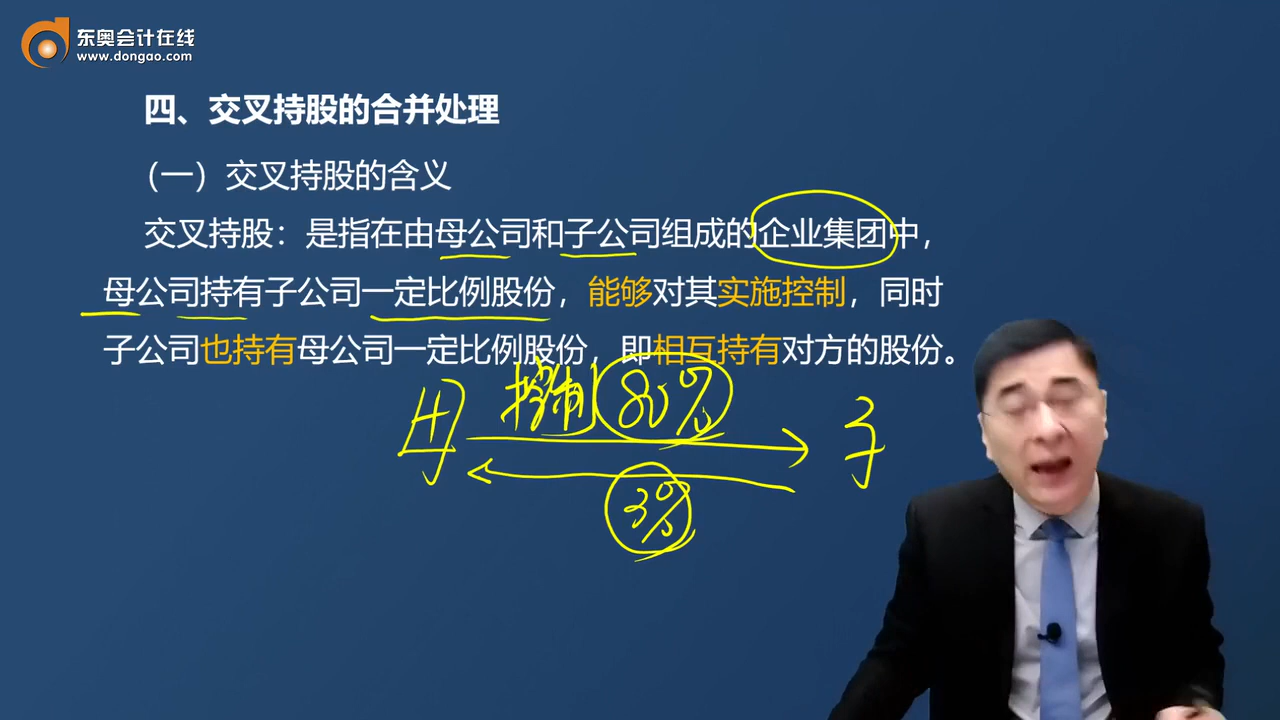 东奥会计在线
www.dongao.com
四、交叉持股的合并处理
（一）交叉持股的含义
交叉持股：是指在由母公司和子公司组成的企业集团中，
母公司持有子公司一定比例股份，能够对其实施控制，同时
子公司也持有母公司一定比例股份，即相互持有对方的股份。
母 控制 80% 子
3%